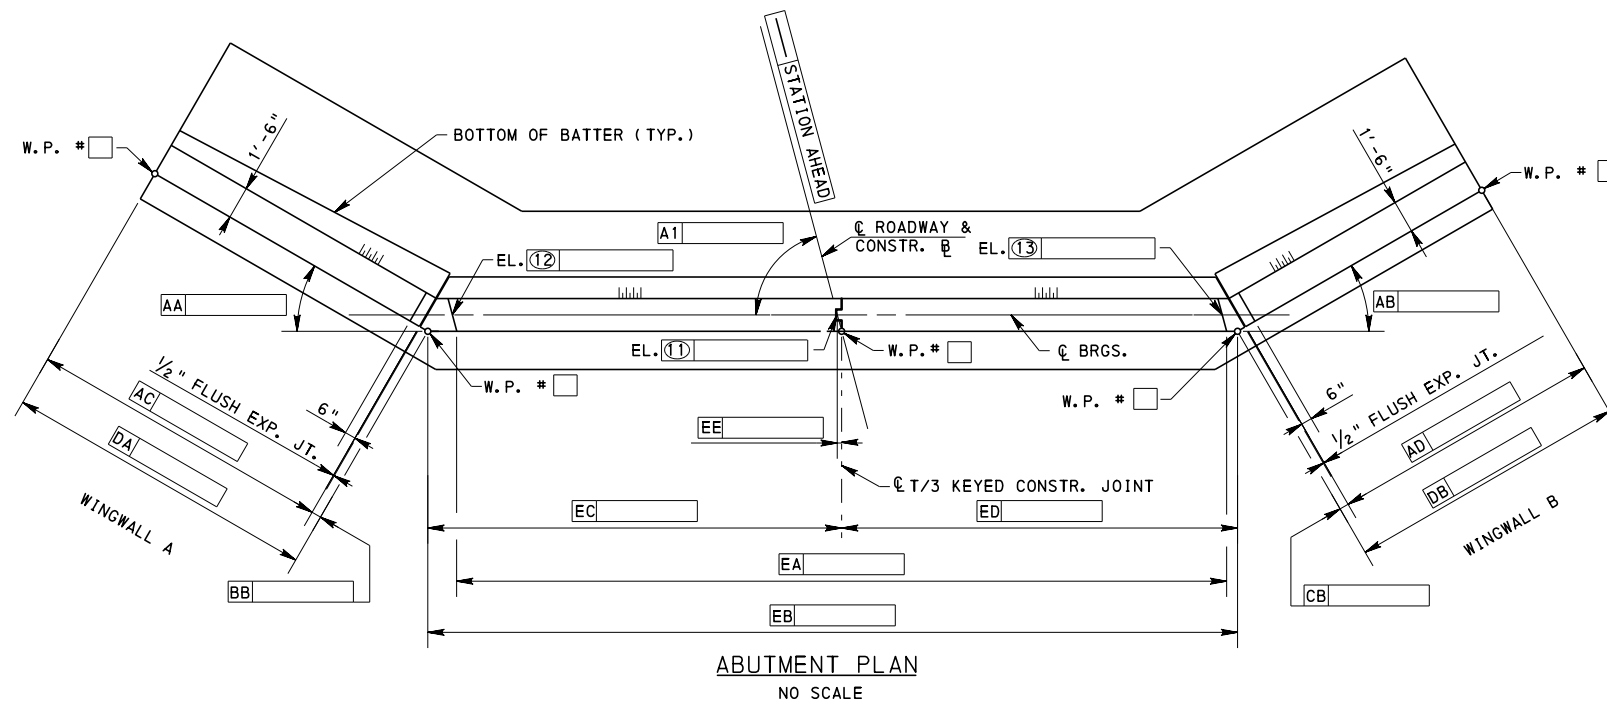 STATION AHEAD
W.P. #
1'-6"
BOTTOM OF BATTER (TYP.)
1'-6"
W.P. #
A1
℄ ROADWAY &
CONSTR. B̲L
EL. 12
EL. 13
AA
AB
EL. 11
W.P. #
℄ BRGS.
W.P. #
W.P. #
½" FLUSH EXP. JT.
6"
AC
DA
WINGWALL A
½" FLUSH EXP. JT.
6"
AD
DB
WINGWALL B
EE
℄ T/3 KEYED CONSTR. JOINT
EC
ED
EA
BB
CB
EB
ABUTMENT PLAN
NO SCALE